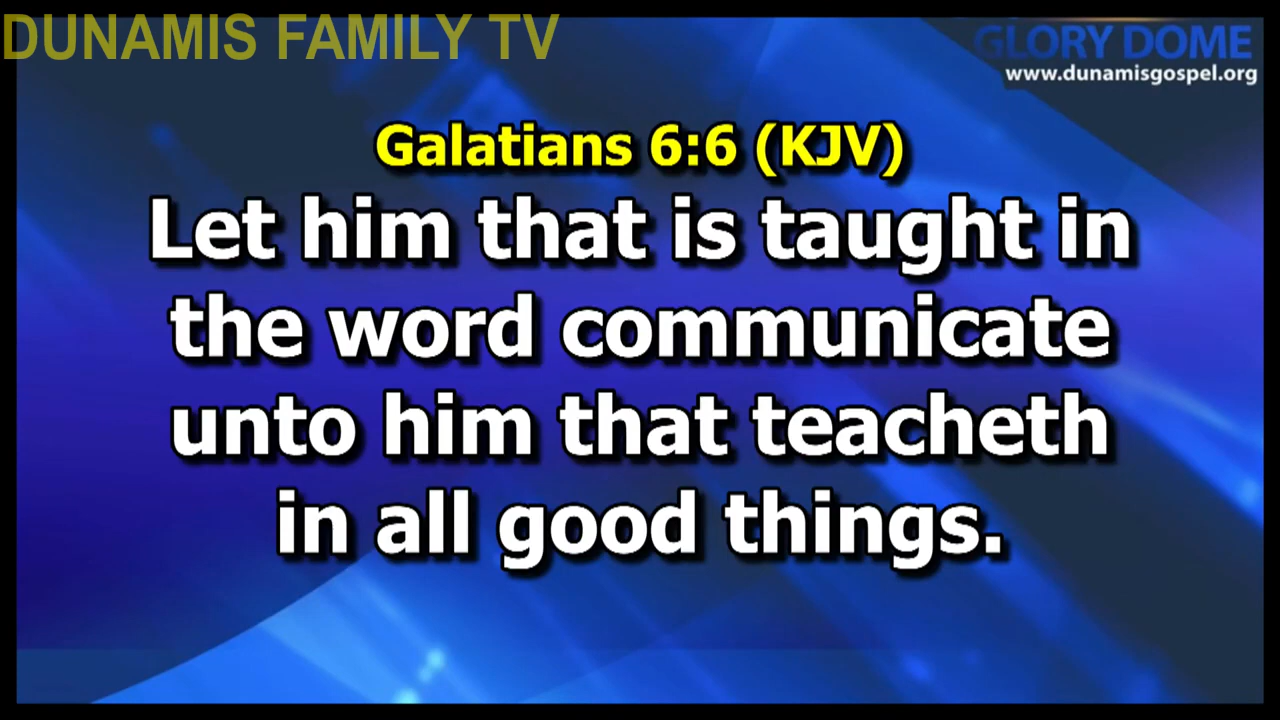 DUNAMIS FAMILY TV
GLORY DOME
www.dunamisgospel.org
Galatians 6:6 (KJV)
Let him that is taught in
the word communicate
unto him that teacheth
in all good things.